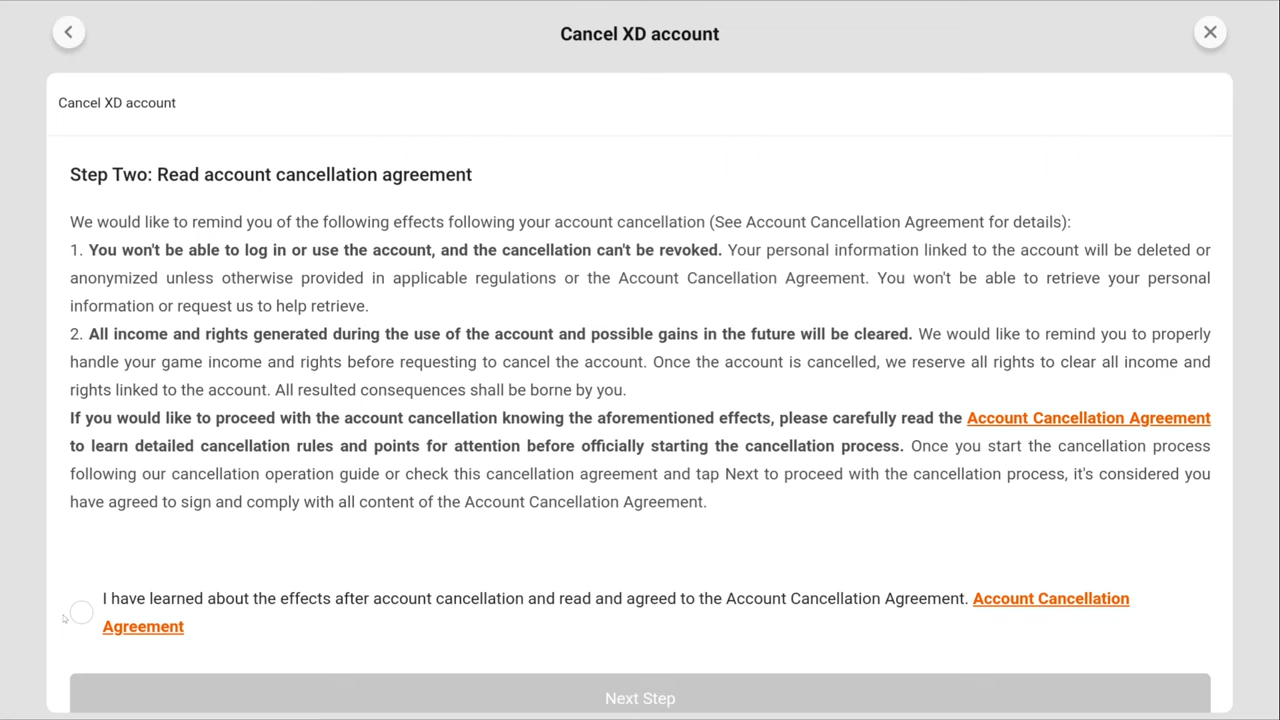 Cancel XD account
Cancel XD account
Step Two: Read account cancellation agreement
We would like to remind you of the following effects following your account cancellation (See Account Cancellation Agreement for details):
1. You won't be able to log in or use the account, and the cancellation can't be revoked. Your personal information linked to the account will be deleted or
anonymized unless otherwise provided in applicable regulations or the Account Cancellation Agreement. You won't be able to retrieve your personal
information or request us to help retrieve.
2. All income and rights generated during the use of the account and possible gains in the future will be cleared. We would like to remind you to properly
handle your game income and rights before requesting to cancel the account. Once the account is cancelled, we reserve all rights to clear all income and
rights linked to the account. All resulted consequences shall be borne by you.
If you would like to proceed with the account cancellation knowing the aforementioned effects, please carefully read the Account Cancellation Agreement
to learn detailed cancellation rules and points for attention before officially starting the cancellation process. Once you start the cancellation process
following our cancellation operation guide or check this cancellation agreement and tap Next to proceed with the cancellation process, it's considered you
have agreed to sign and comply with all content of the Account Cancellation Agreement.
I have learned about the effects after account cancellation and read and agreed to the Account Cancellation Agreement. Account Cancellation
Agreement
Next Step